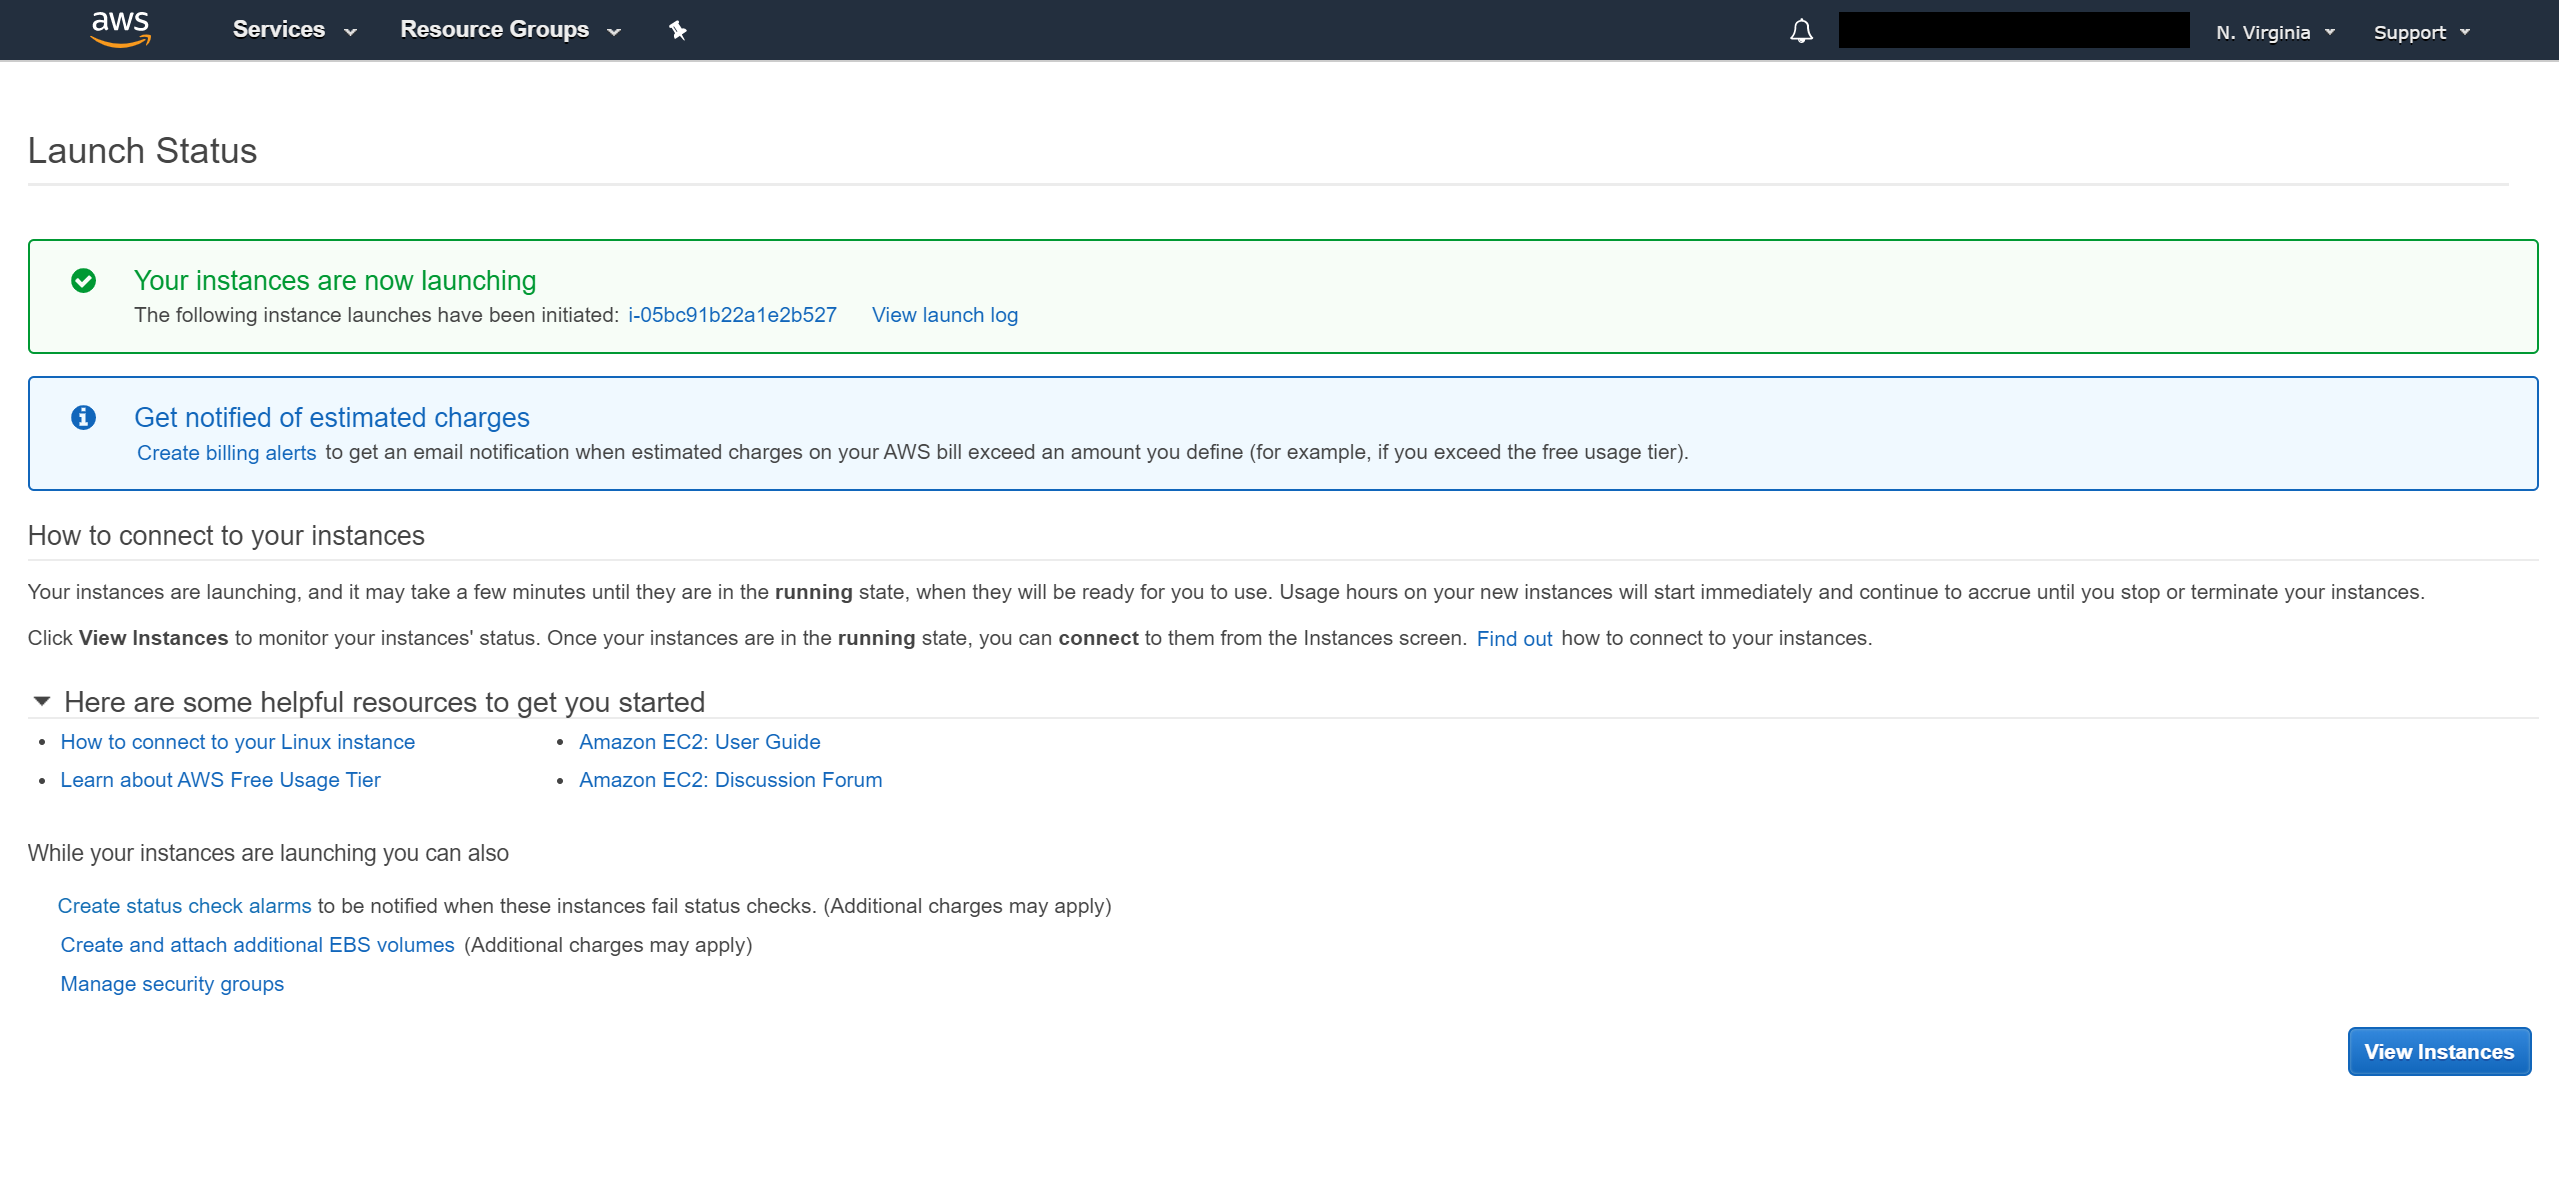 aws Services Resource Groups N. Virginia Support
Launch Status
Your instances are now launching
The following instance launches have been initiated: i-05bc91b22a1e2b527 View launch log
Get notified of estimated charges
Create billing alerts to get an email notification when estimated charges on your AWS bill exceed an amount you define (for example, if you exceed the free usage tier).
How to connect to your instances
Your instances are launching, and it may take a few minutes until they are in the running state, when they will be ready for you to use. Usage hours on your new instances will start immediately and continue to accrue until you stop or terminate your instances.
Click View Instances to monitor your instances' status. Once your instances are in the running state, you can connect to them from the Instances screen. Find out how to connect to your instances.
Here are some helpful resources to get you started
• How to connect to your Linux instance
• Amazon EC2: User Guide
• Learn about AWS Free Usage Tier
• Amazon EC2: Discussion Forum
While your instances are launching you can also
Create status check alarms to be notified when these instances fail status checks. (Additional charges may apply)
Create and attach additional EBS volumes (Additional charges may apply)
Manage security groups
View Instances